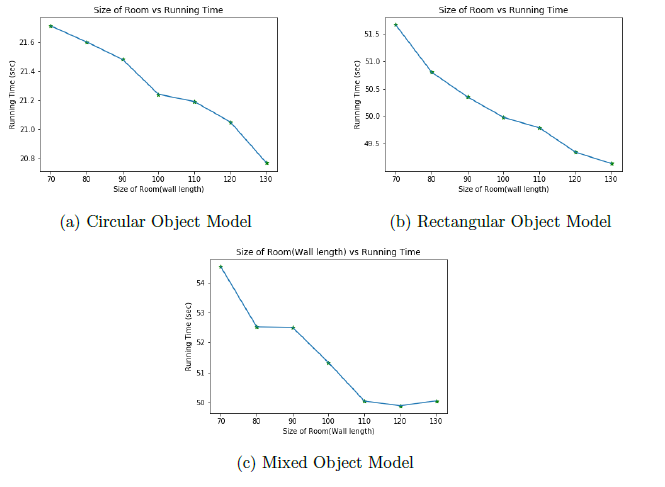 Size of Room vs Running Time
Running Time (sec)
21.6
21.4
21.2
21.0
20.8
70 80 90 100 110 120 130
Size of Room(wall length)
(a) Circular Object Model
Size of Room vs Running Time
Running Time (sec)
51.5
51.0
50.5
50.0
49.5
70 80 90 100 110 120 130
Size of Room(wall length)
(b) Rectangular Object Model
Size of Room(Wall length) vs Running Time
Running Time (sec)
54
53
52
51
50
70 80 90 100 110 120 130
Size of Room(Wall length)
(c) Mixed Object Model